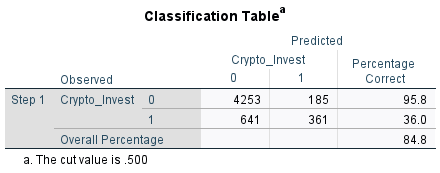 Classification Tableᵃ
Predicted
Crypto_Invest Percentage
Observed 0 1 Correct
Step 1 Crypto_Invest 0 4253 185 95.8
1 641 361 36.0
Overall Percentage 84.8
a. The cut value is .500